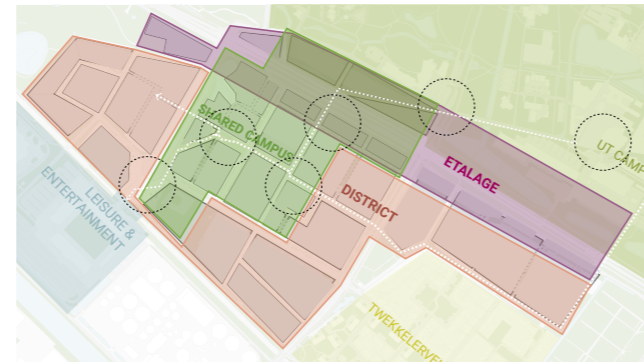 SHARED CAMPUS
ETALAGE
UT CAMP
DISTRICT
LEISURE &
ENTERTAINMENT
TWEKKELERVE